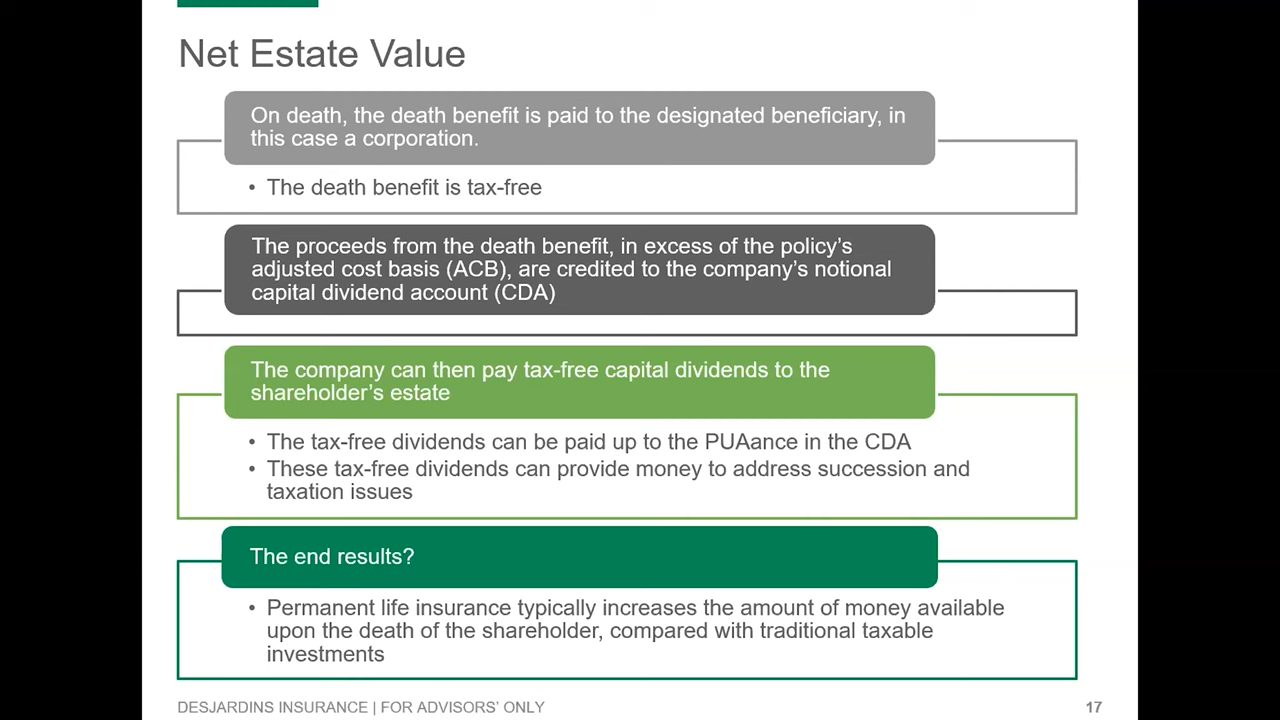 Net Estate Value
On death, the death benefit is paid to the designated beneficiary, in
this case a corporation.
• The death benefit is tax-free
The proceeds from the death benefit, in excess of the policy’s
adjusted cost basis (ACB), are credited to the company’s notional
capital dividend account (CDA)
The company can then pay tax-free capital dividends to the
shareholder’s estate
• The tax-free dividends can be paid up to the PUAance in the CDA
• These tax-free dividends can provide money to address succession and
taxation issues
The end results?
• Permanent life insurance typically increases the amount of money available
upon the death of the shareholder, compared with traditional taxable
investments
DESJARDINS INSURANCE | FOR ADVISORS’ ONLY
17